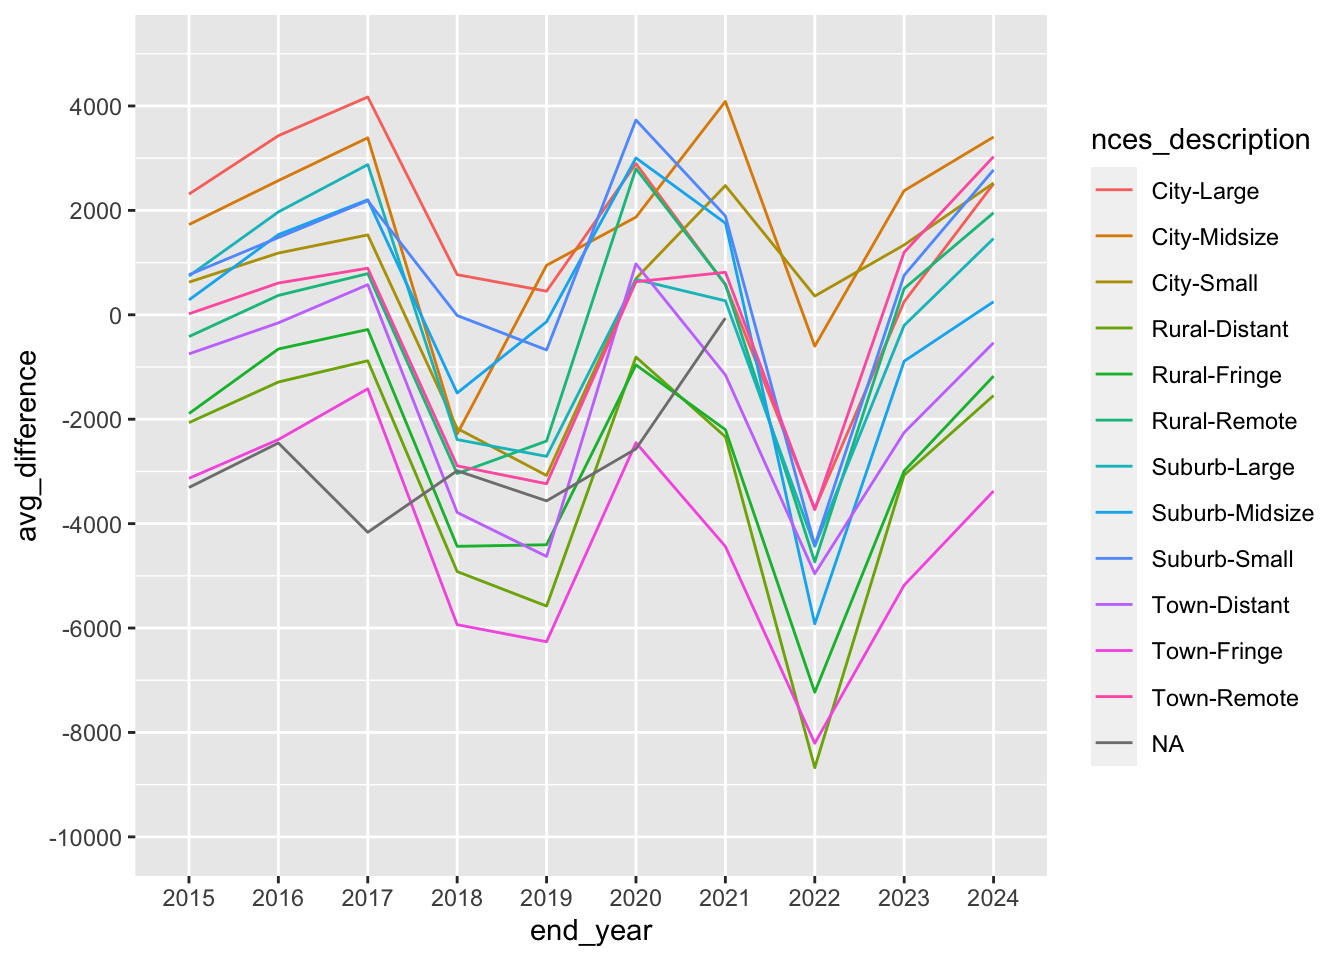 avg_difference
4000
2000
0
-2000
-4000
-6000
-8000
-10000
2015 2016 2017 2018 2019 2020 2021 2022 2023 2024
end_year
nces_description
City-Large
City-Midsize
City-Small
Rural-Distant
Rural-Fringe
Rural-Remote
Suburb-Large
Suburb-Midsize
Suburb-Small
Town-Distant
Town-Fringe
Town-Remote
NA